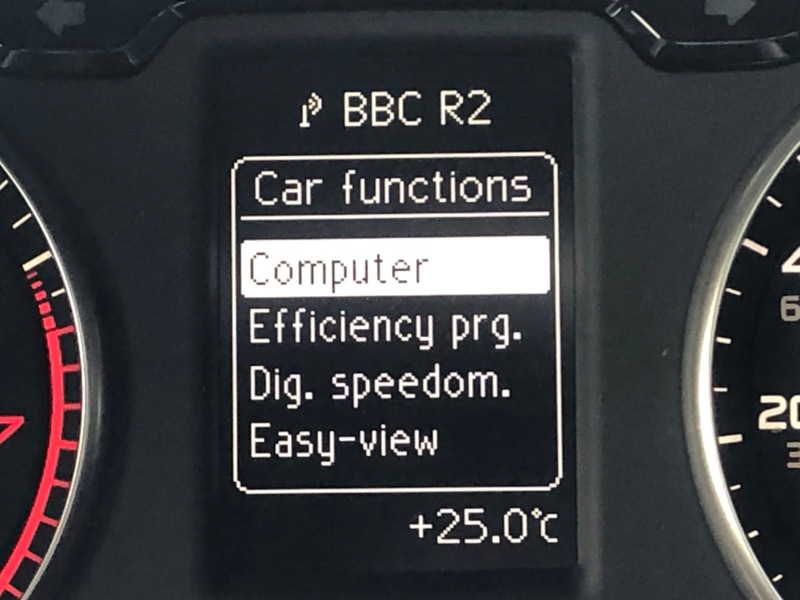 BBC R2
Car functions
Computer
Efficiency prg.
Dig. speedom.
Easy-view
+25.0°C